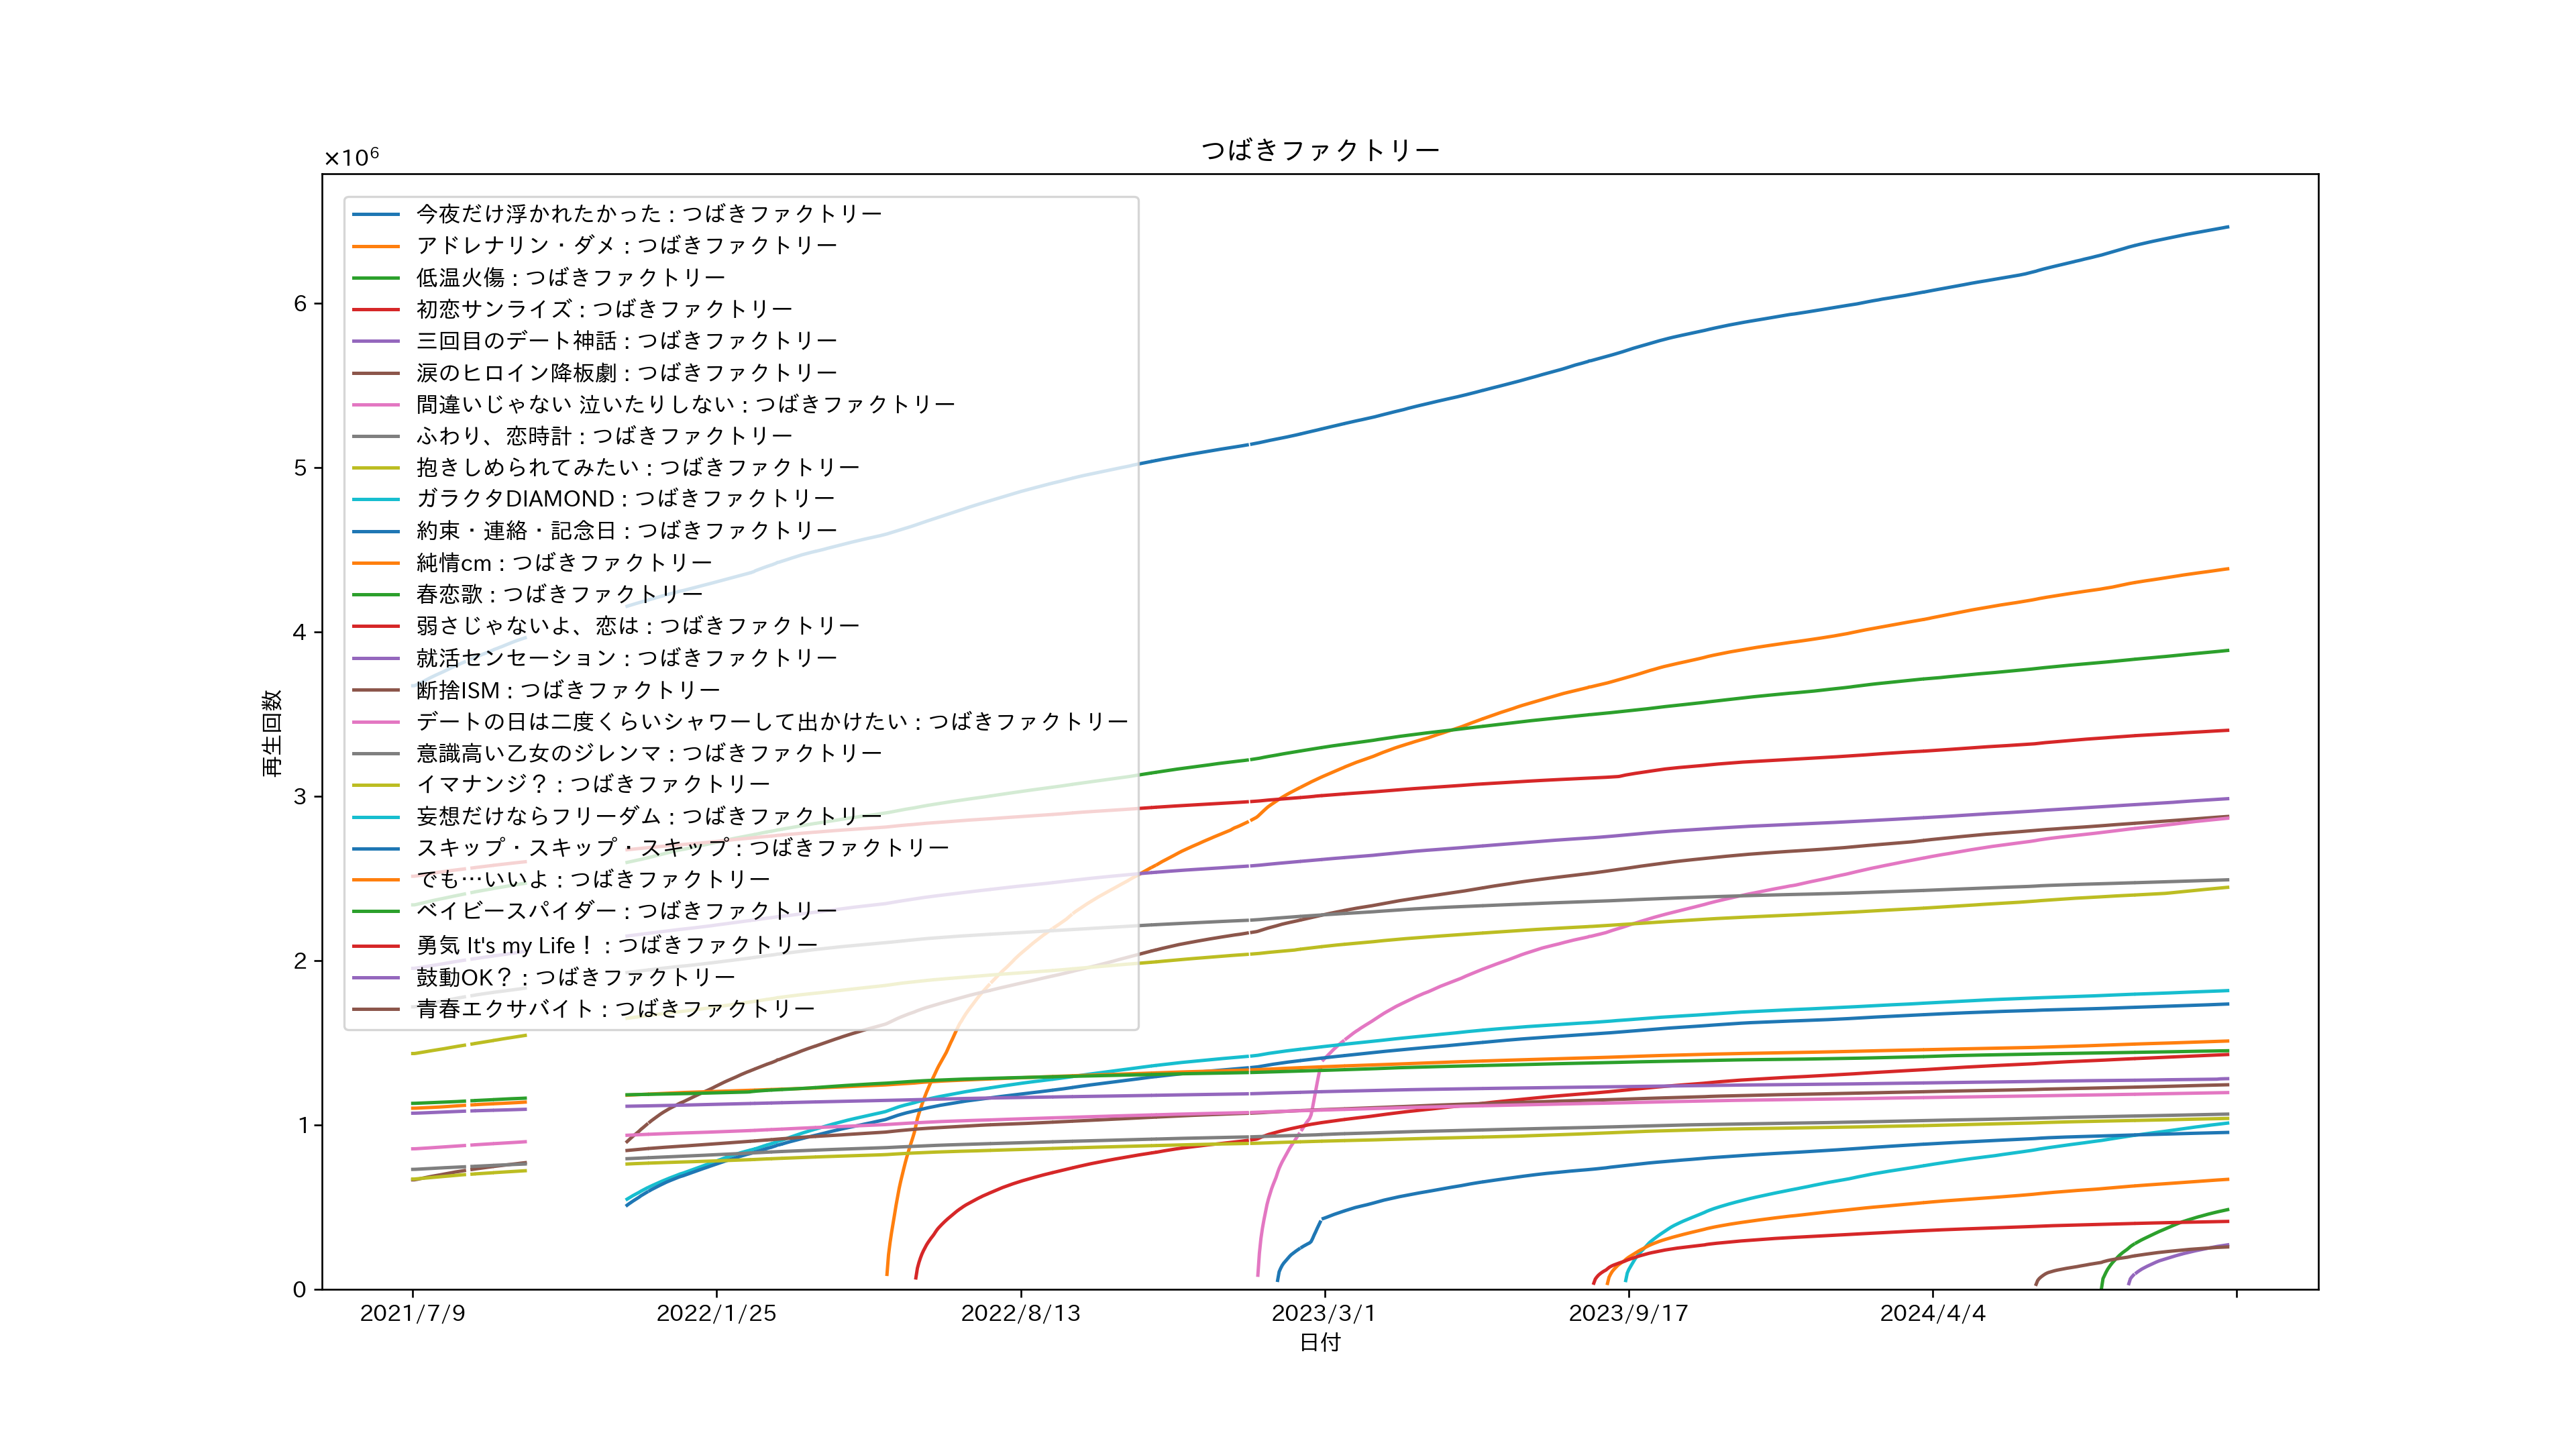 つばきファクトリー
×10⁶
今夜だけ浮かれたかった : つばきファクトリー
アドレナリン・ダメ : つばきファクトリー
低温火傷 : つばきファクトリー
初恋サンライズ : つばきファクトリー
三回目のデート神話 : つばきファクトリー
涙のヒロイン降板劇 : つばきファクトリー
間違いじゃない 泣いたりしない : つばきファクトリー
ふわり、恋時計 : つばきファクトリー
抱きしめられてみたい : つばきファクトリー
ガラクタDIAMOND : つばきファクトリー
約束・連絡・記念日 : つばきファクトリー
純情cm : つばきファクトリー
春恋歌 : つばきファクトリー
弱さじゃないよ、恋は : つばきファクトリー
就活センセーション : つばきファクトリー
断捨ISM : つばきファクトリー
デートの日は二度くらいシャワーして出かけたい : つばきファクトリー
意識高い乙女のジレンマ : つばきファクトリー
イマナンジ？ : つばきファクトリー
妄想だけならフリーダム : つばきファクトリー
スキップ・スキップ・スキップ : つばきファクトリー
でも…いいよ : つばきファクトリー
ベイビースパイダー : つばきファクトリー
勇気 It's my Life！ : つばきファクトリー
鼓動OK？ : つばきファクトリー
青春エクサバイト : つばきファクトリー
再生回数
6
5
4
3
2
1
0
2021/7/9 2022/1/25 2022/8/13 2023/3/1 2023/9/17 2024/4/4
日付